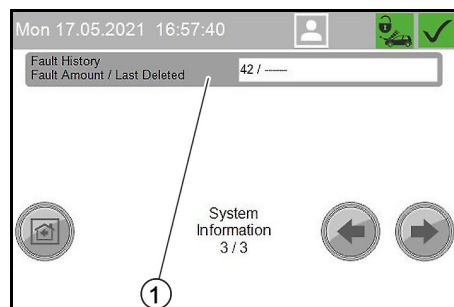 Mon 17.05.2021 16:57:40
Fault History
Fault Amount / Last Deleted
42 / ------
System
Information
3 / 3
1